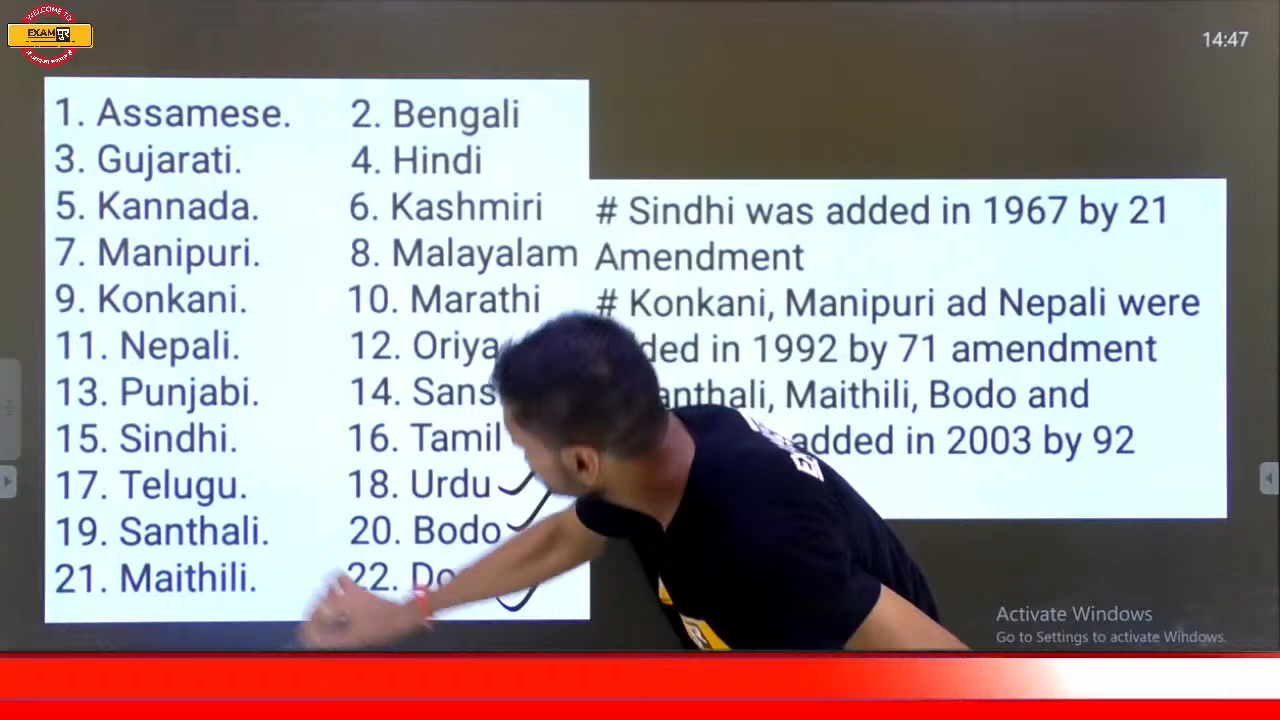 WELCOME TO
EXAM पुर
14:47
1. Assamese. 2. Bengali
3. Gujarati. 4. Hindi
5. Kannada. 6. Kashmiri
7. Manipuri. 8. Malayalam
9. Konkani. 10. Marathi
11. Nepali. 12. Oriya
13. Punjabi. 14.
15. Sindhi. 16. Tamil
17. Telugu. 18. Urdu
19. Santhali. 20. Bodo
21. Maithili. 22.
# Sindhi was added in 1967 by 21
Amendment
# Konkani, Manipuri ad Nepali were
in 1992 by 71 amendment
Maithili, Bodo and
added in 2003 by 92
Activate Windows
Go to Settings to activate Windows.